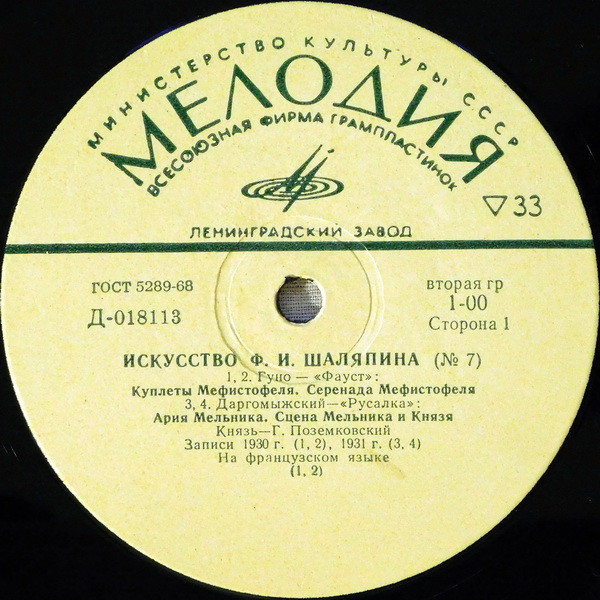 МИНИСТЕРСТВО КУЛЬТУРЫ СССР
МЕЛОДИЯ
ВСЕСОЮЗНАЯ ФИРМА ГРАМПЛАСТИНОК
▽33
ЛЕНИНГРАДСКИЙ ЗАВОД
ГОСТ 5289-68
Д-018113
вторая гр
1-00
Сторона 1
ИСКУССТВО Ф. И. ШАЛЯПИНА (№ 7)
1, 2. Гуно — «Фауст»:
Куплеты Мефистофеля. Серенада Мефистофеля
3, 4. Даргомыжский—«Русалка»:
Ария Мельника. Сцена Мельника и Князя
Князь—Г. Поземковский
Записи 1930 г. (1, 2), 1931 г. (3, 4)
На французском языке
(1, 2)